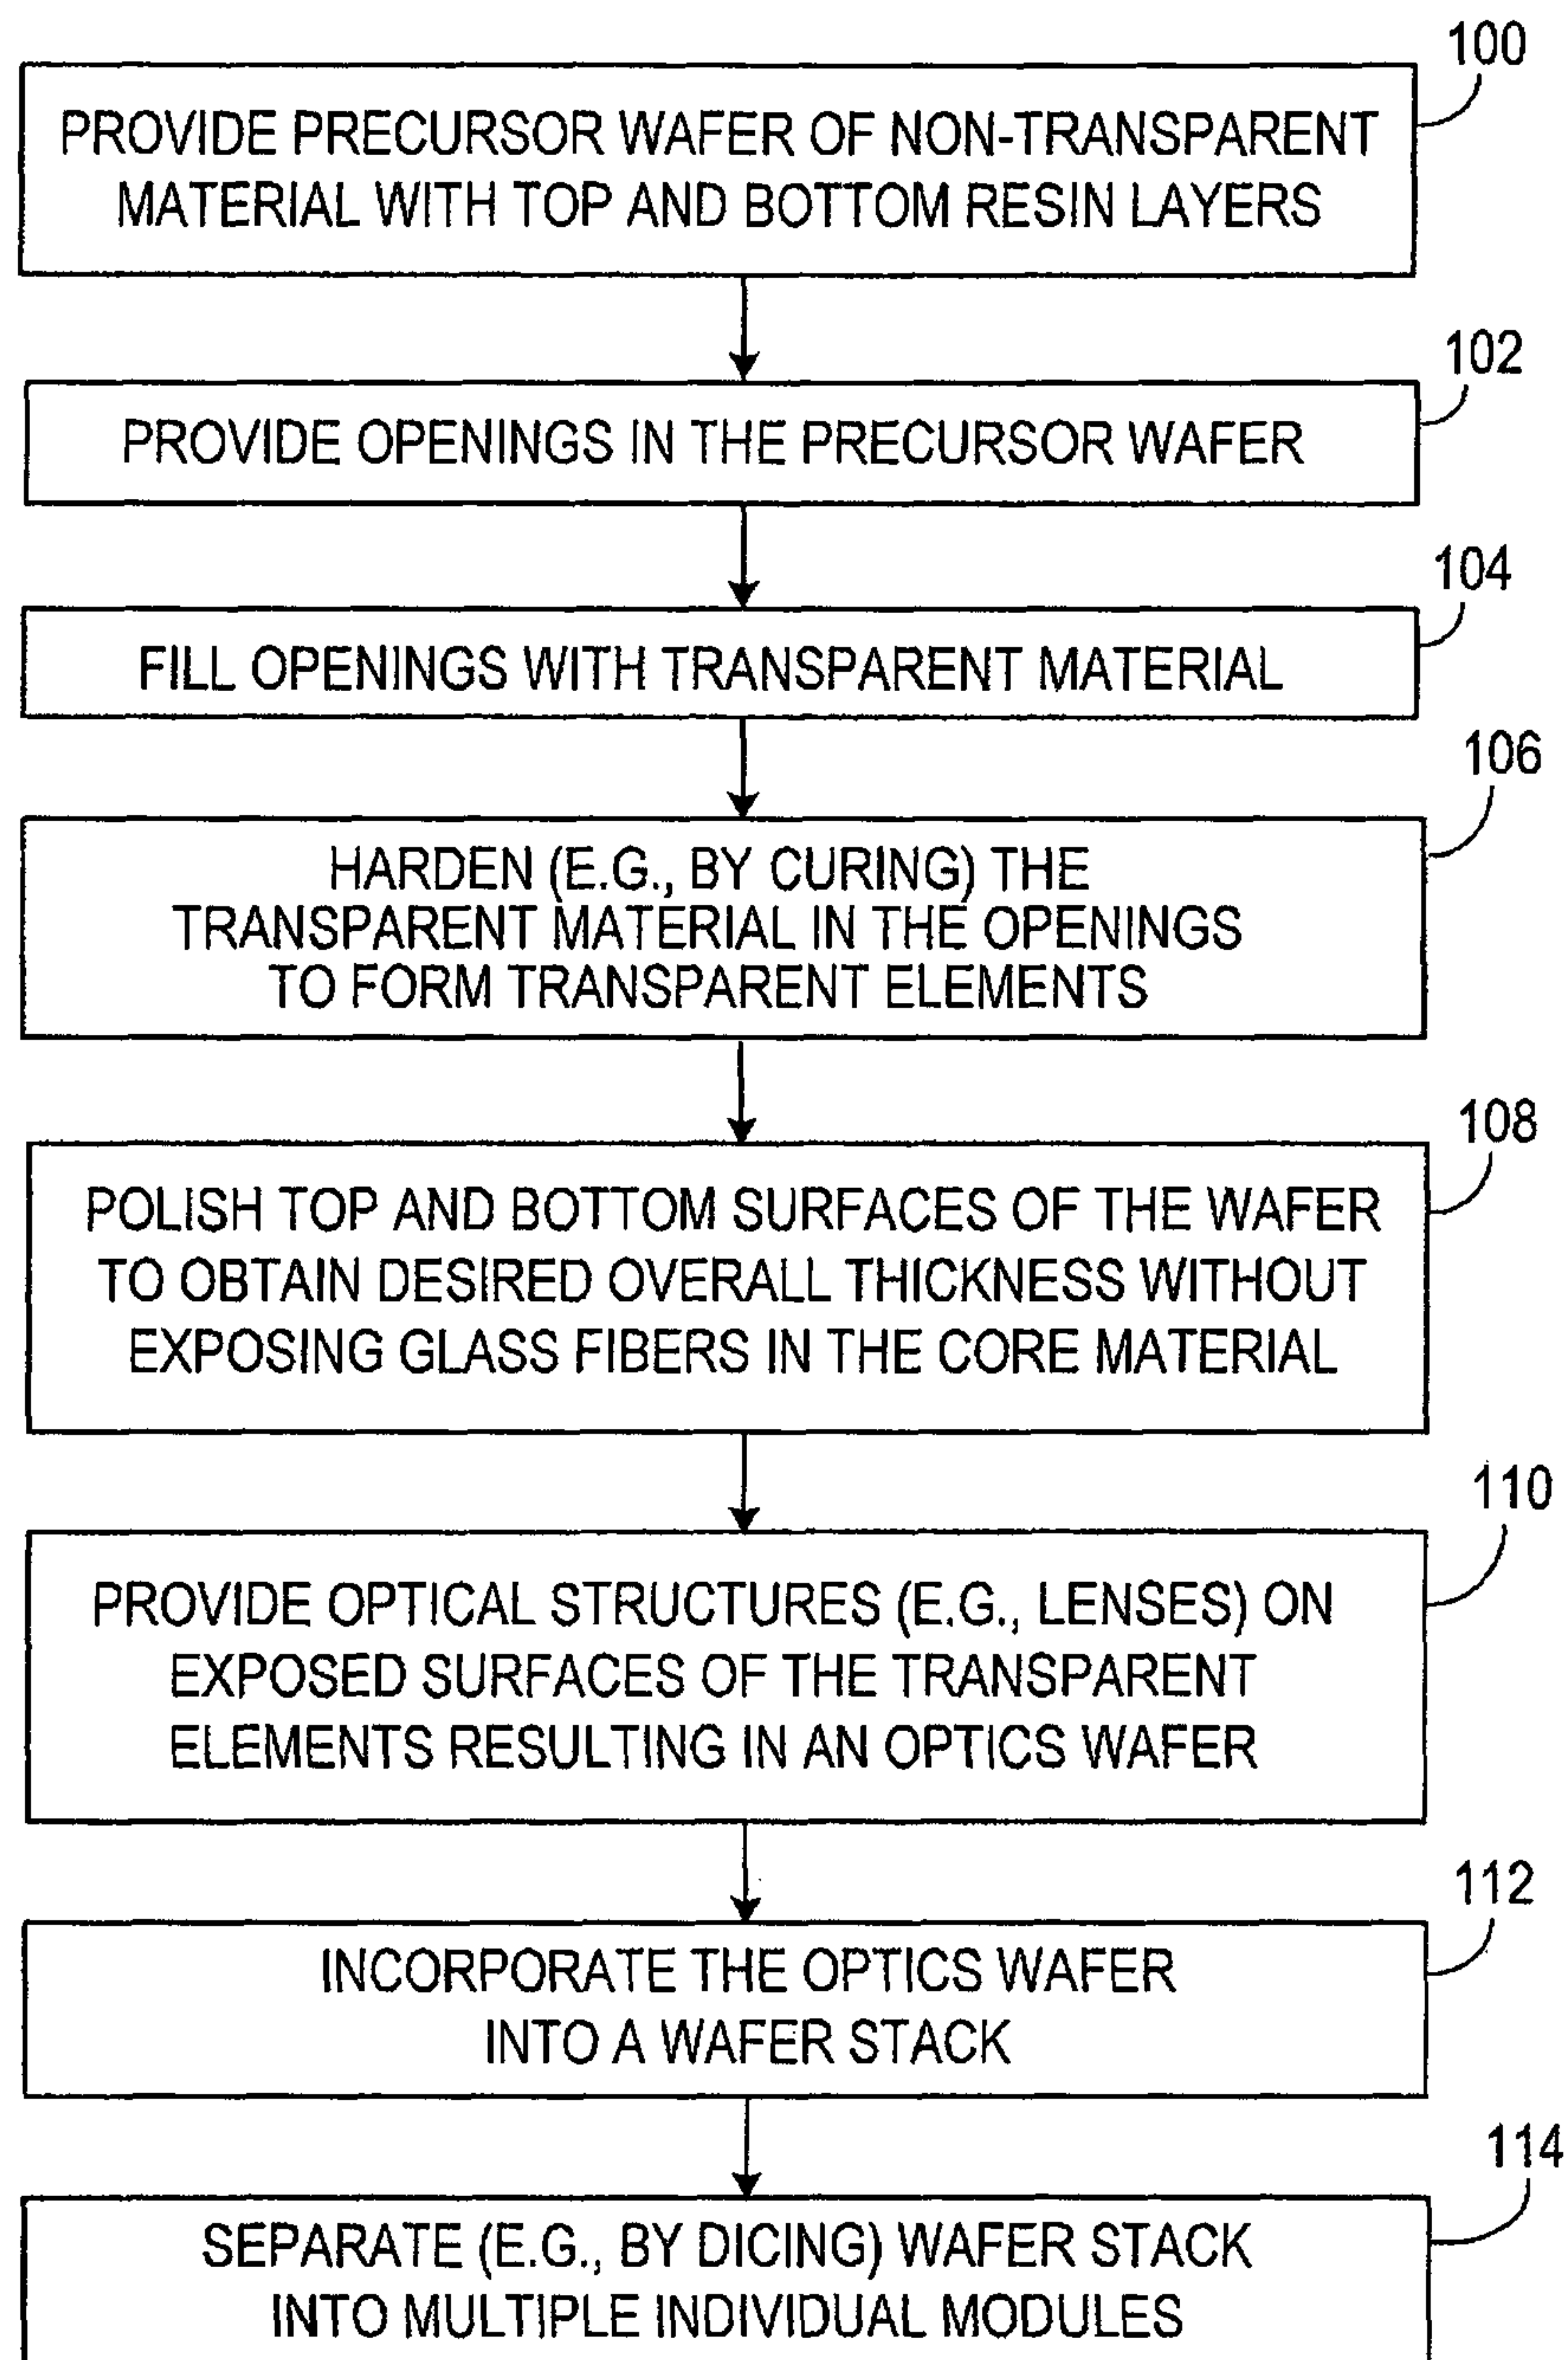 100
PROVIDE PRECURSOR WAFER OF NON-TRANSPARENT
MATERIAL WITH TOP AND BOTTOM RESIN LAYERS
102
PROVIDE OPENINGS IN THE PRECURSOR WAFER
104
FILL OPENINGS WITH TRANSPARENT MATERIAL
106
HARDEN (E.G., BY CURING) THE
TRANSPARENT MATERIAL IN THE OPENINGS
TO FORM TRANSPARENT ELEMENTS
108
POLISH TOP AND BOTTOM SURFACES OF THE WAFER
TO OBTAIN DESIRED OVERALL THICKNESS WITHOUT
EXPOSING GLASS FIBERS IN THE CORE MATERIAL
110
PROVIDE OPTICAL STRUCTURES (E.G., LENSES) ON
EXPOSED SURFACES OF THE TRANSPARENT
ELEMENTS RESULTING IN AN OPTICS WAFER
112
INCORPORATE THE OPTICS WAFER
INTO A WAFER STACK
114
SEPARATE (E.G., BY DICING) WAFER STACK
INTO MULTIPLE INDIVIDUAL MODULES